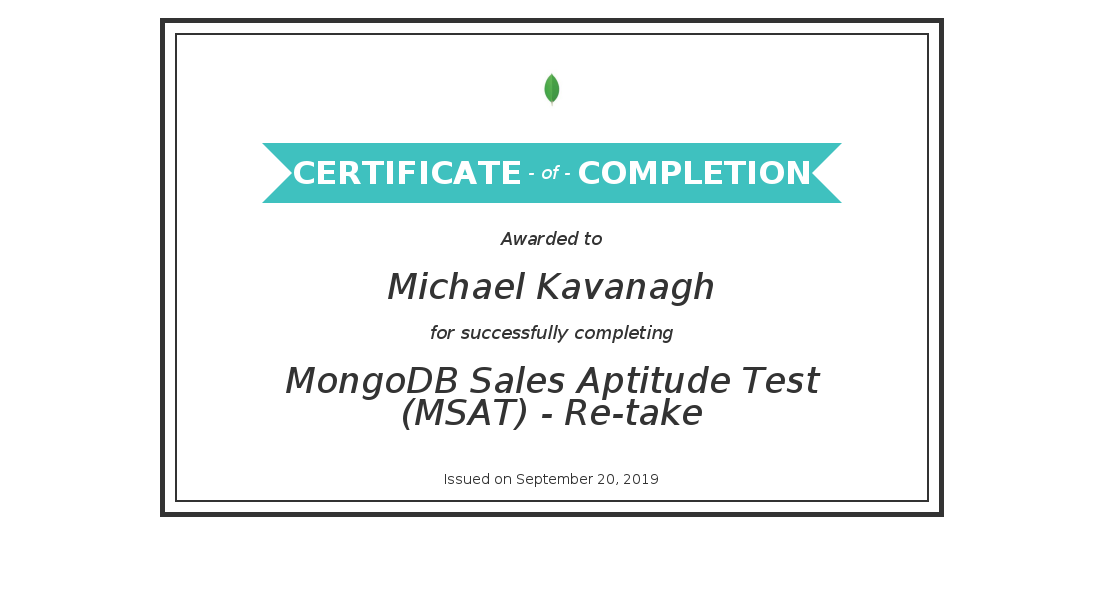 CERTIFICATE - of - COMPLETION
Awarded to
Michael Kavanagh
for successfully completing
MongoDB Sales Aptitude Test
(MSAT) - Re-take
Issued on September 20, 2019